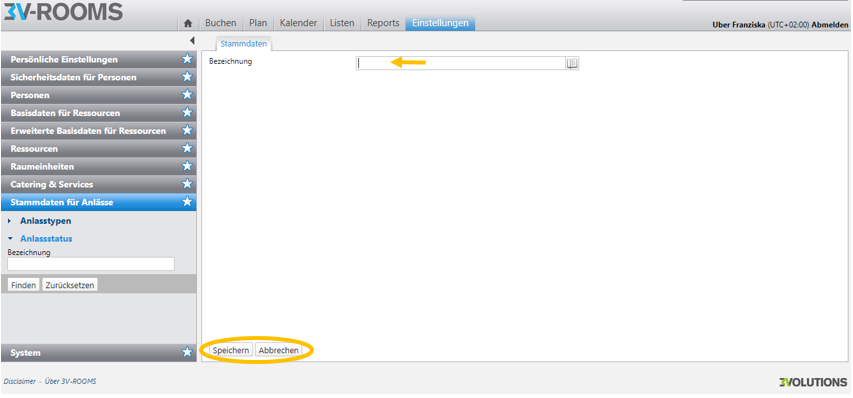 3V-ROOMS
Buchen Plan Kalender Listen Reports Einstellungen
Uber Franziska (UTC+02:00) Abmelden
Stammdaten
Bezeichnung
Persönliche Einstellungen
Sicherheitsdaten für Personen
Personen
Basisdaten für Ressourcen
Erweiterte Basisdaten für Ressourcen
Ressourcen
Raumeinheiten
Catering & Services
Stammdaten für Anlässe
Anlasstypen
Anlassstatus
Bezeichnung
Finden Zurücksetzen
System
Speichern Abbrechen
Disclaimer - Über 3V-ROOMS
3VOLUTIONS